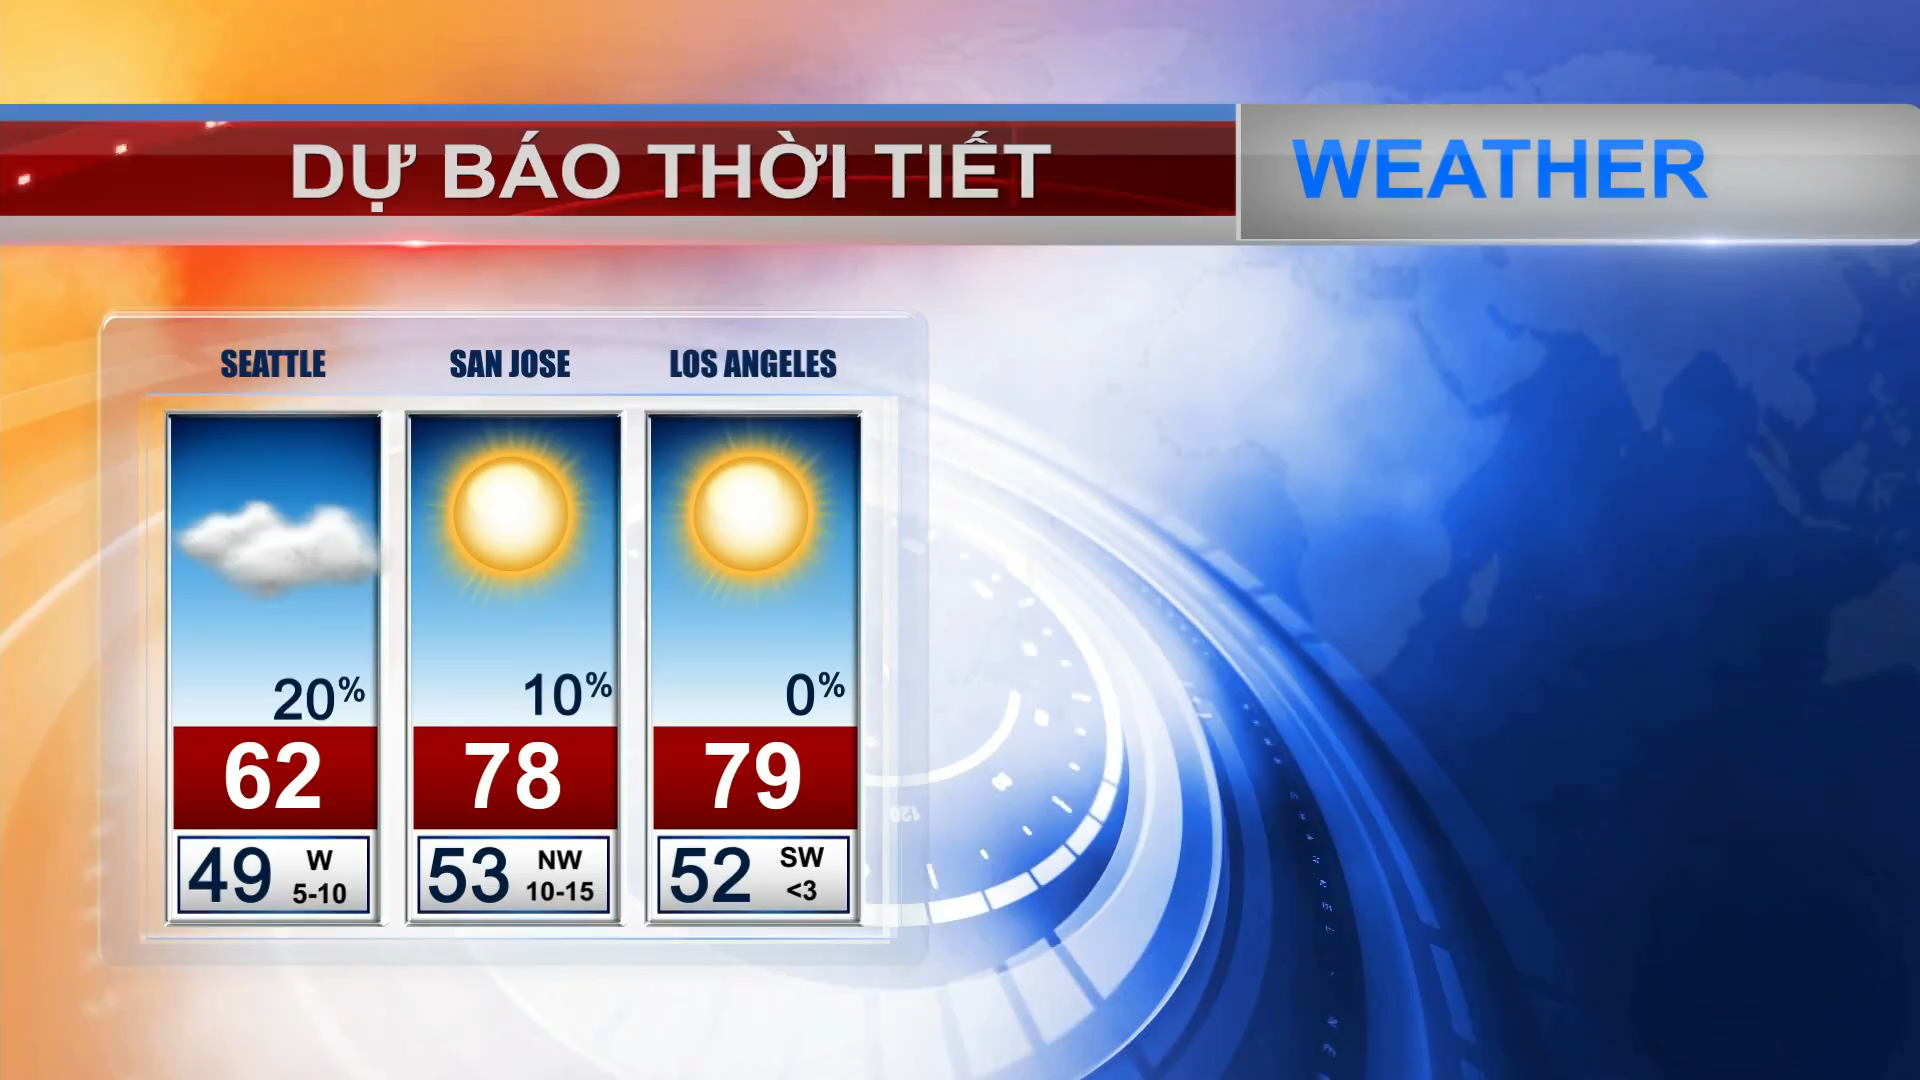 DỰ BÁO THỜI TIẾT
WEATHER
SEATTLE
20%
62
49
W
5-10
SAN JOSE
10%
78
53
NW
10-15
LOS ANGELES
0%
79
52
SW
<3